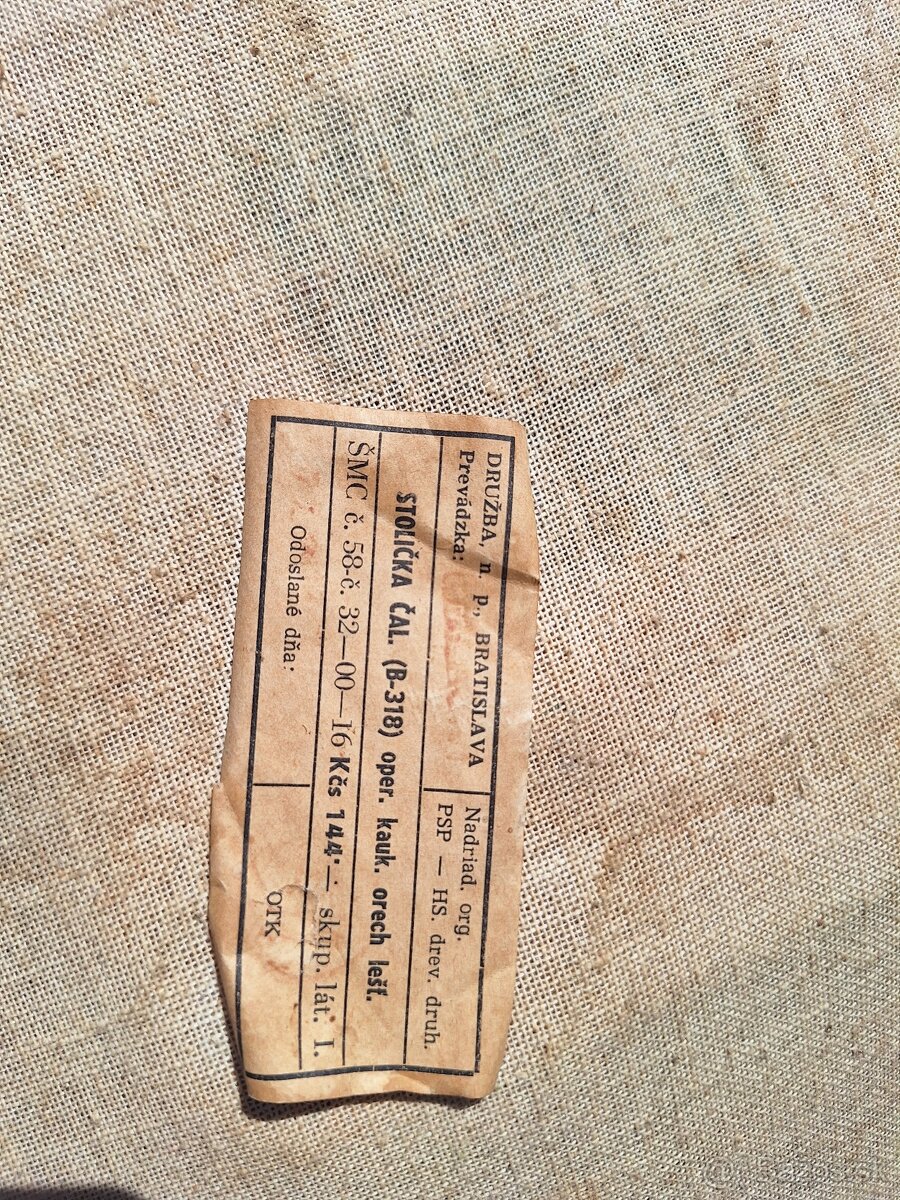 DRUŽBA, n. p., BRATISLAVA
Prevádzka:
Nadriad. org.
PSP — HS. drev. druh.
STOLIČKA ČAL. (B-318) oper. kauk. orech lešť.
ŠMC č. 58-č. 32—00—16 Kčs 144·— skup. lát. I.
Odoslané dňa:
OTK